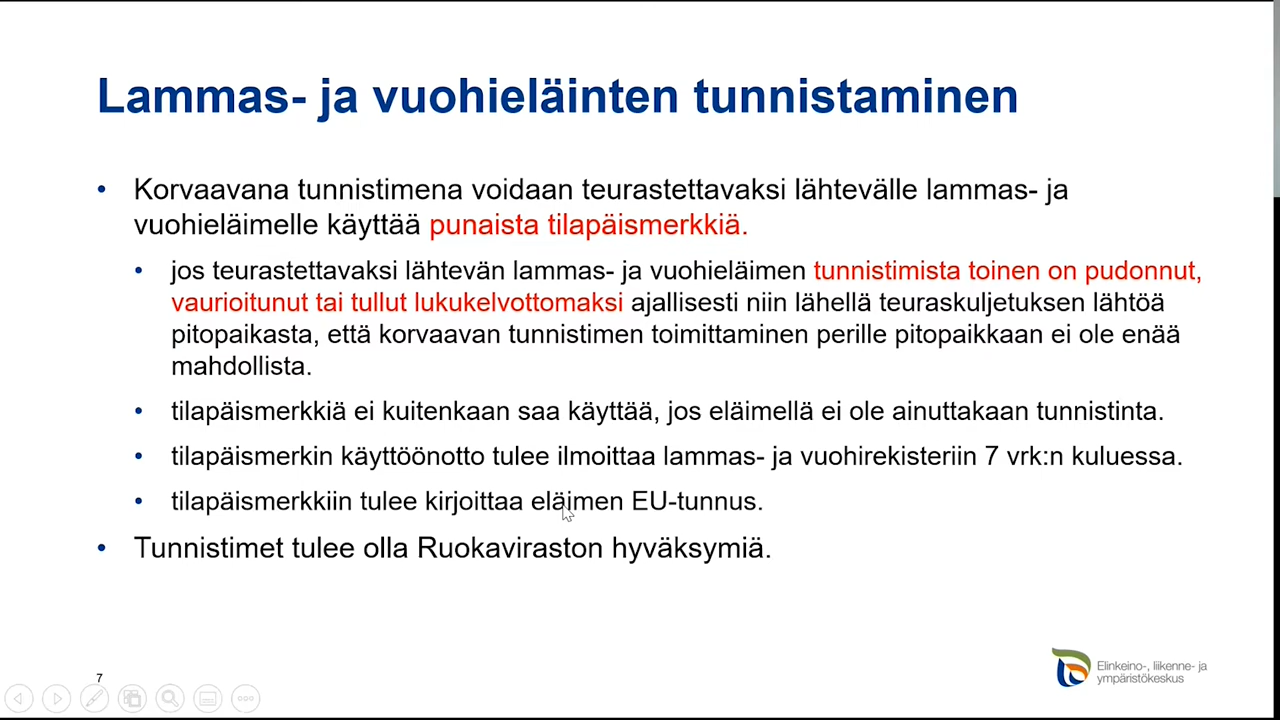 Lammas- ja vuohieläinten tunnistaminen
• Korvaavana tunnistimena voidaan teurastettavaksi lähtevälle lammas- ja
vuohieläimelle käyttää punaista tilapäismerkkiä.
• jos teurastettavaksi lähtevän lammas- ja vuohieläimen tunnistimista toinen on pudonnut,
vaurioitunut tai tullut lukukelvottomaksi ajallisesti niin lähellä teuraskuljetuksen lähtöä
pitopaikasta, että korvaavan tunnistimen toimittaminen perille pitopaikkaan ei ole enää
mahdollista.
• tilapäismerkkiä ei kuitenkaan saa käyttää, jos eläimellä ei ole ainuttakaan tunnistinta.
• tilapäismerkin käyttöönotto tulee ilmoittaa lammas- ja vuohirekisteriin 7 vrk:n kuluessa.
• tilapäismerkkiin tulee kirjoittaa eläimen EU-tunnus.
• Tunnistimet tulee olla Ruokaviraston hyväksymiä.
7
Elinkeino-, liikenne- ja
ympäristökeskus